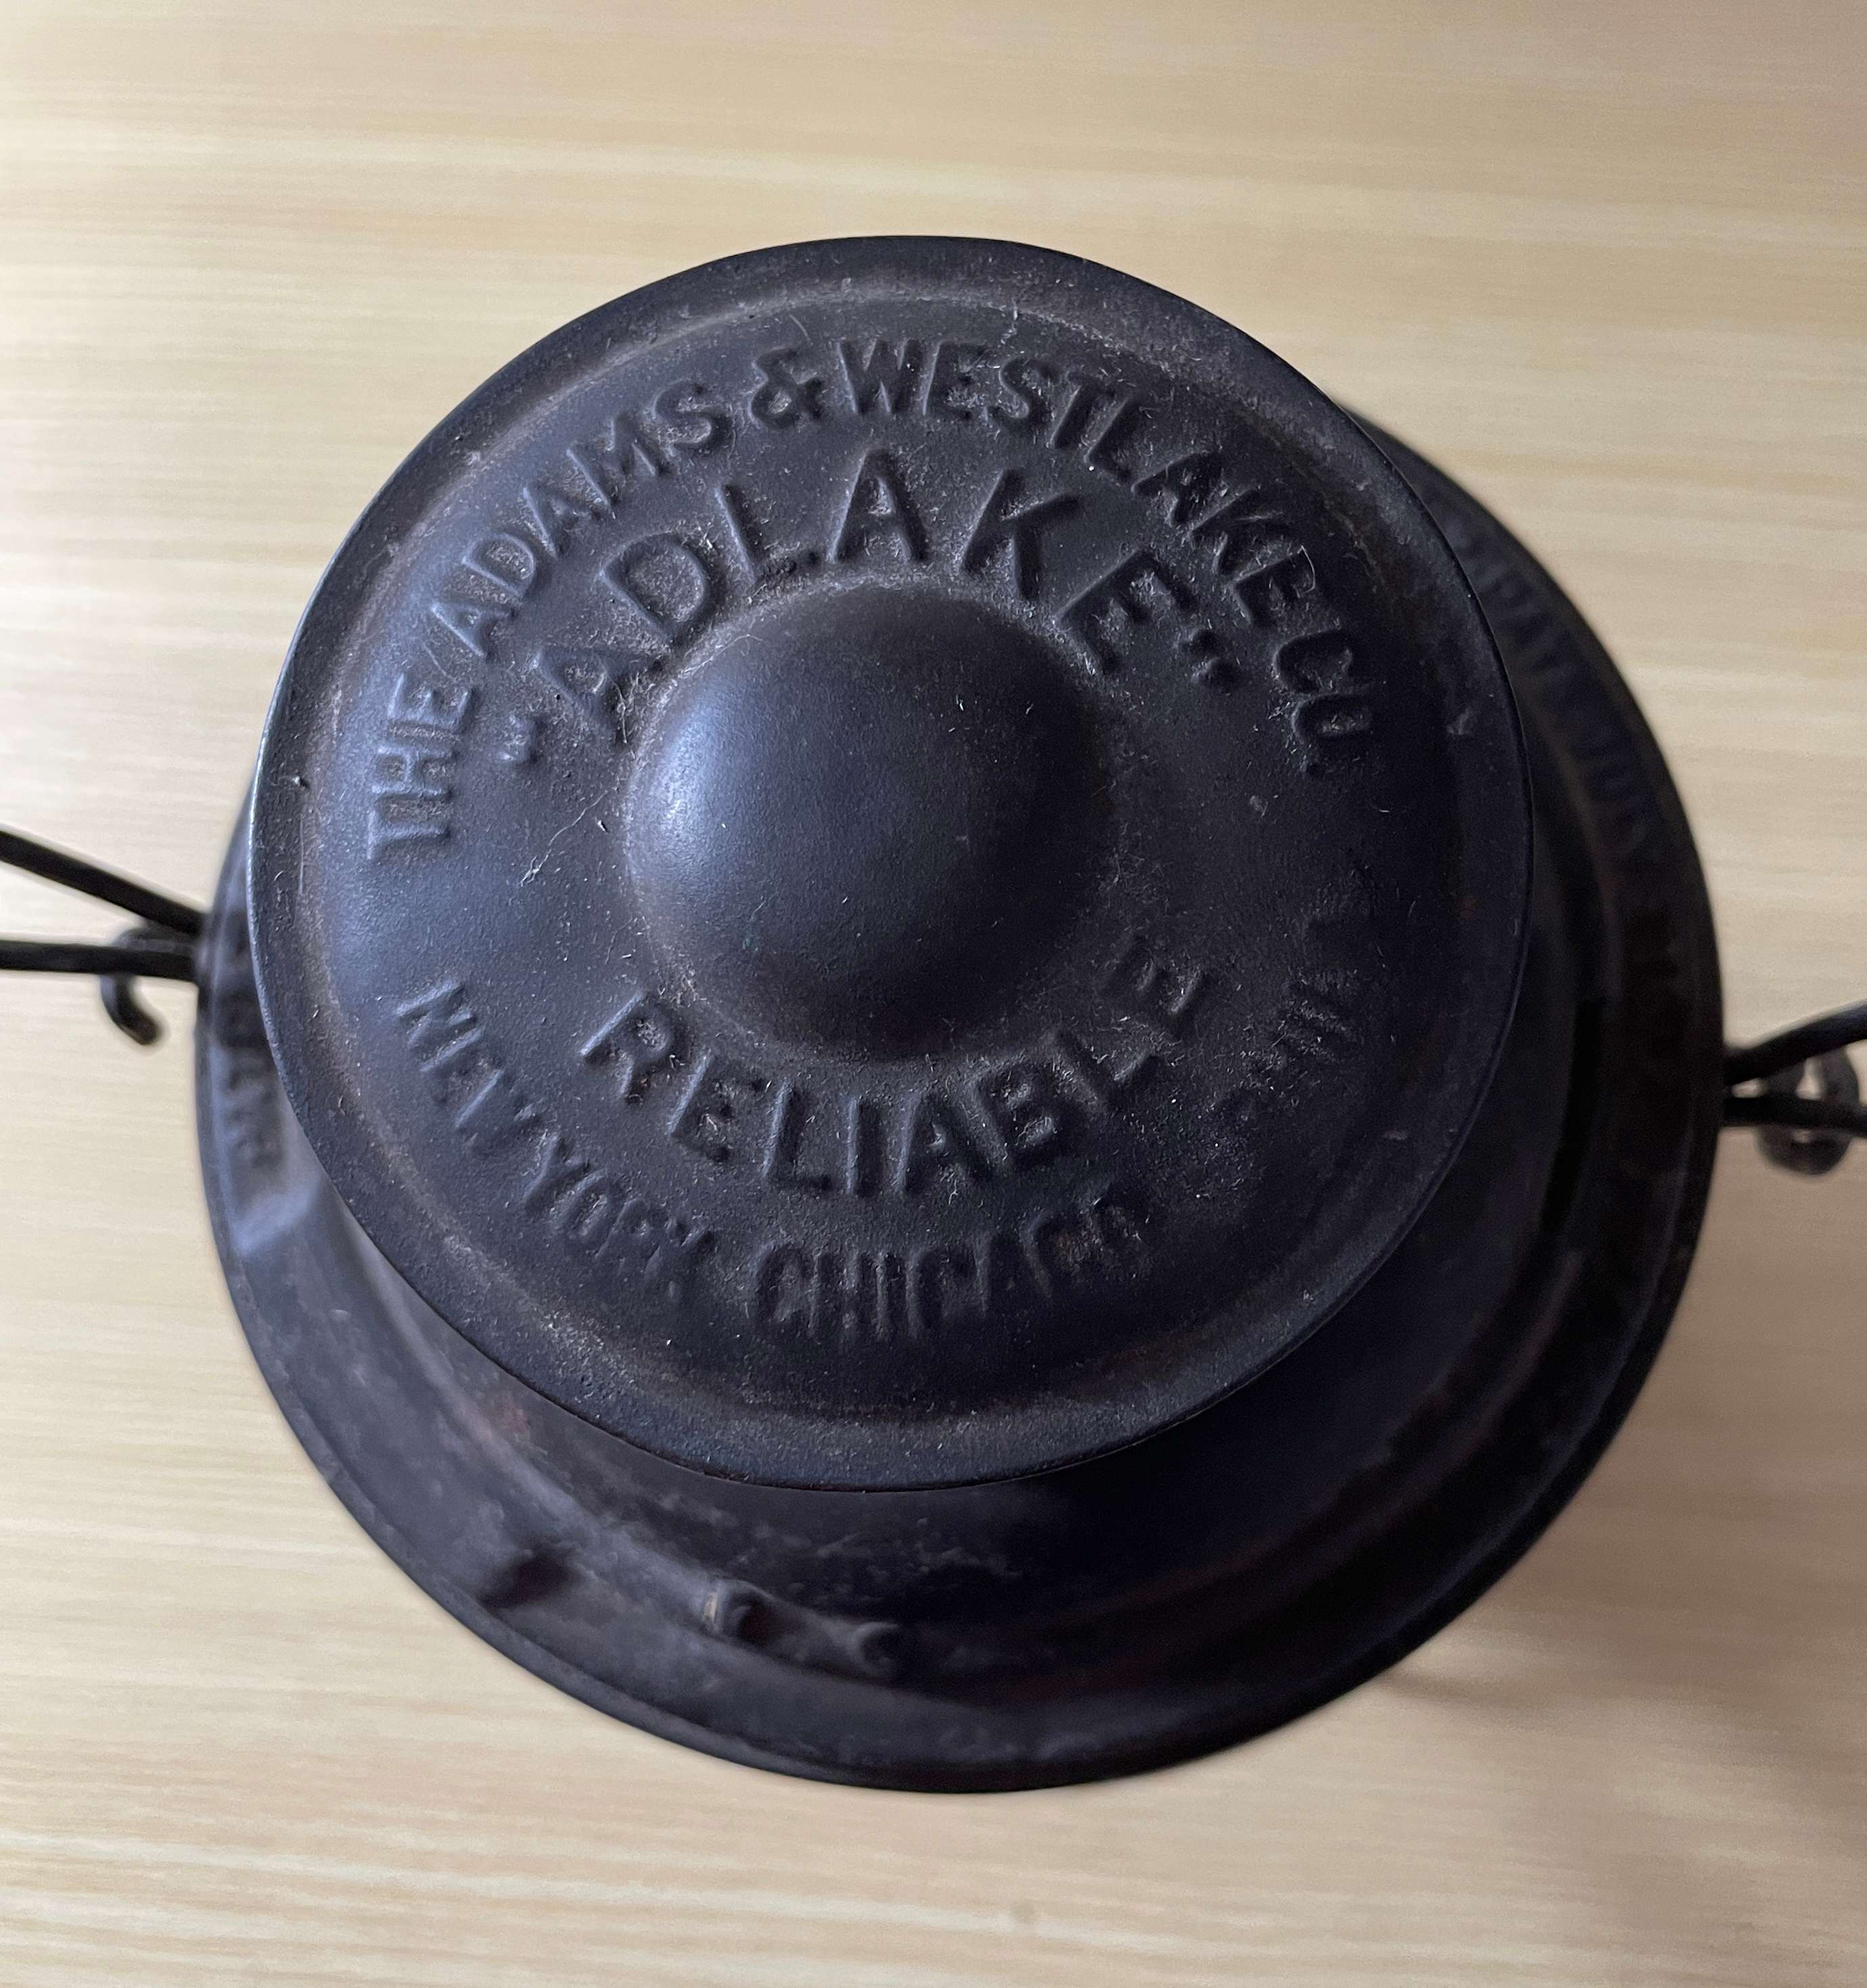 THE ADAMS & WESTLAKE CO
"ADLAKE"
RELIABLE
NEW YORK CHICAGO